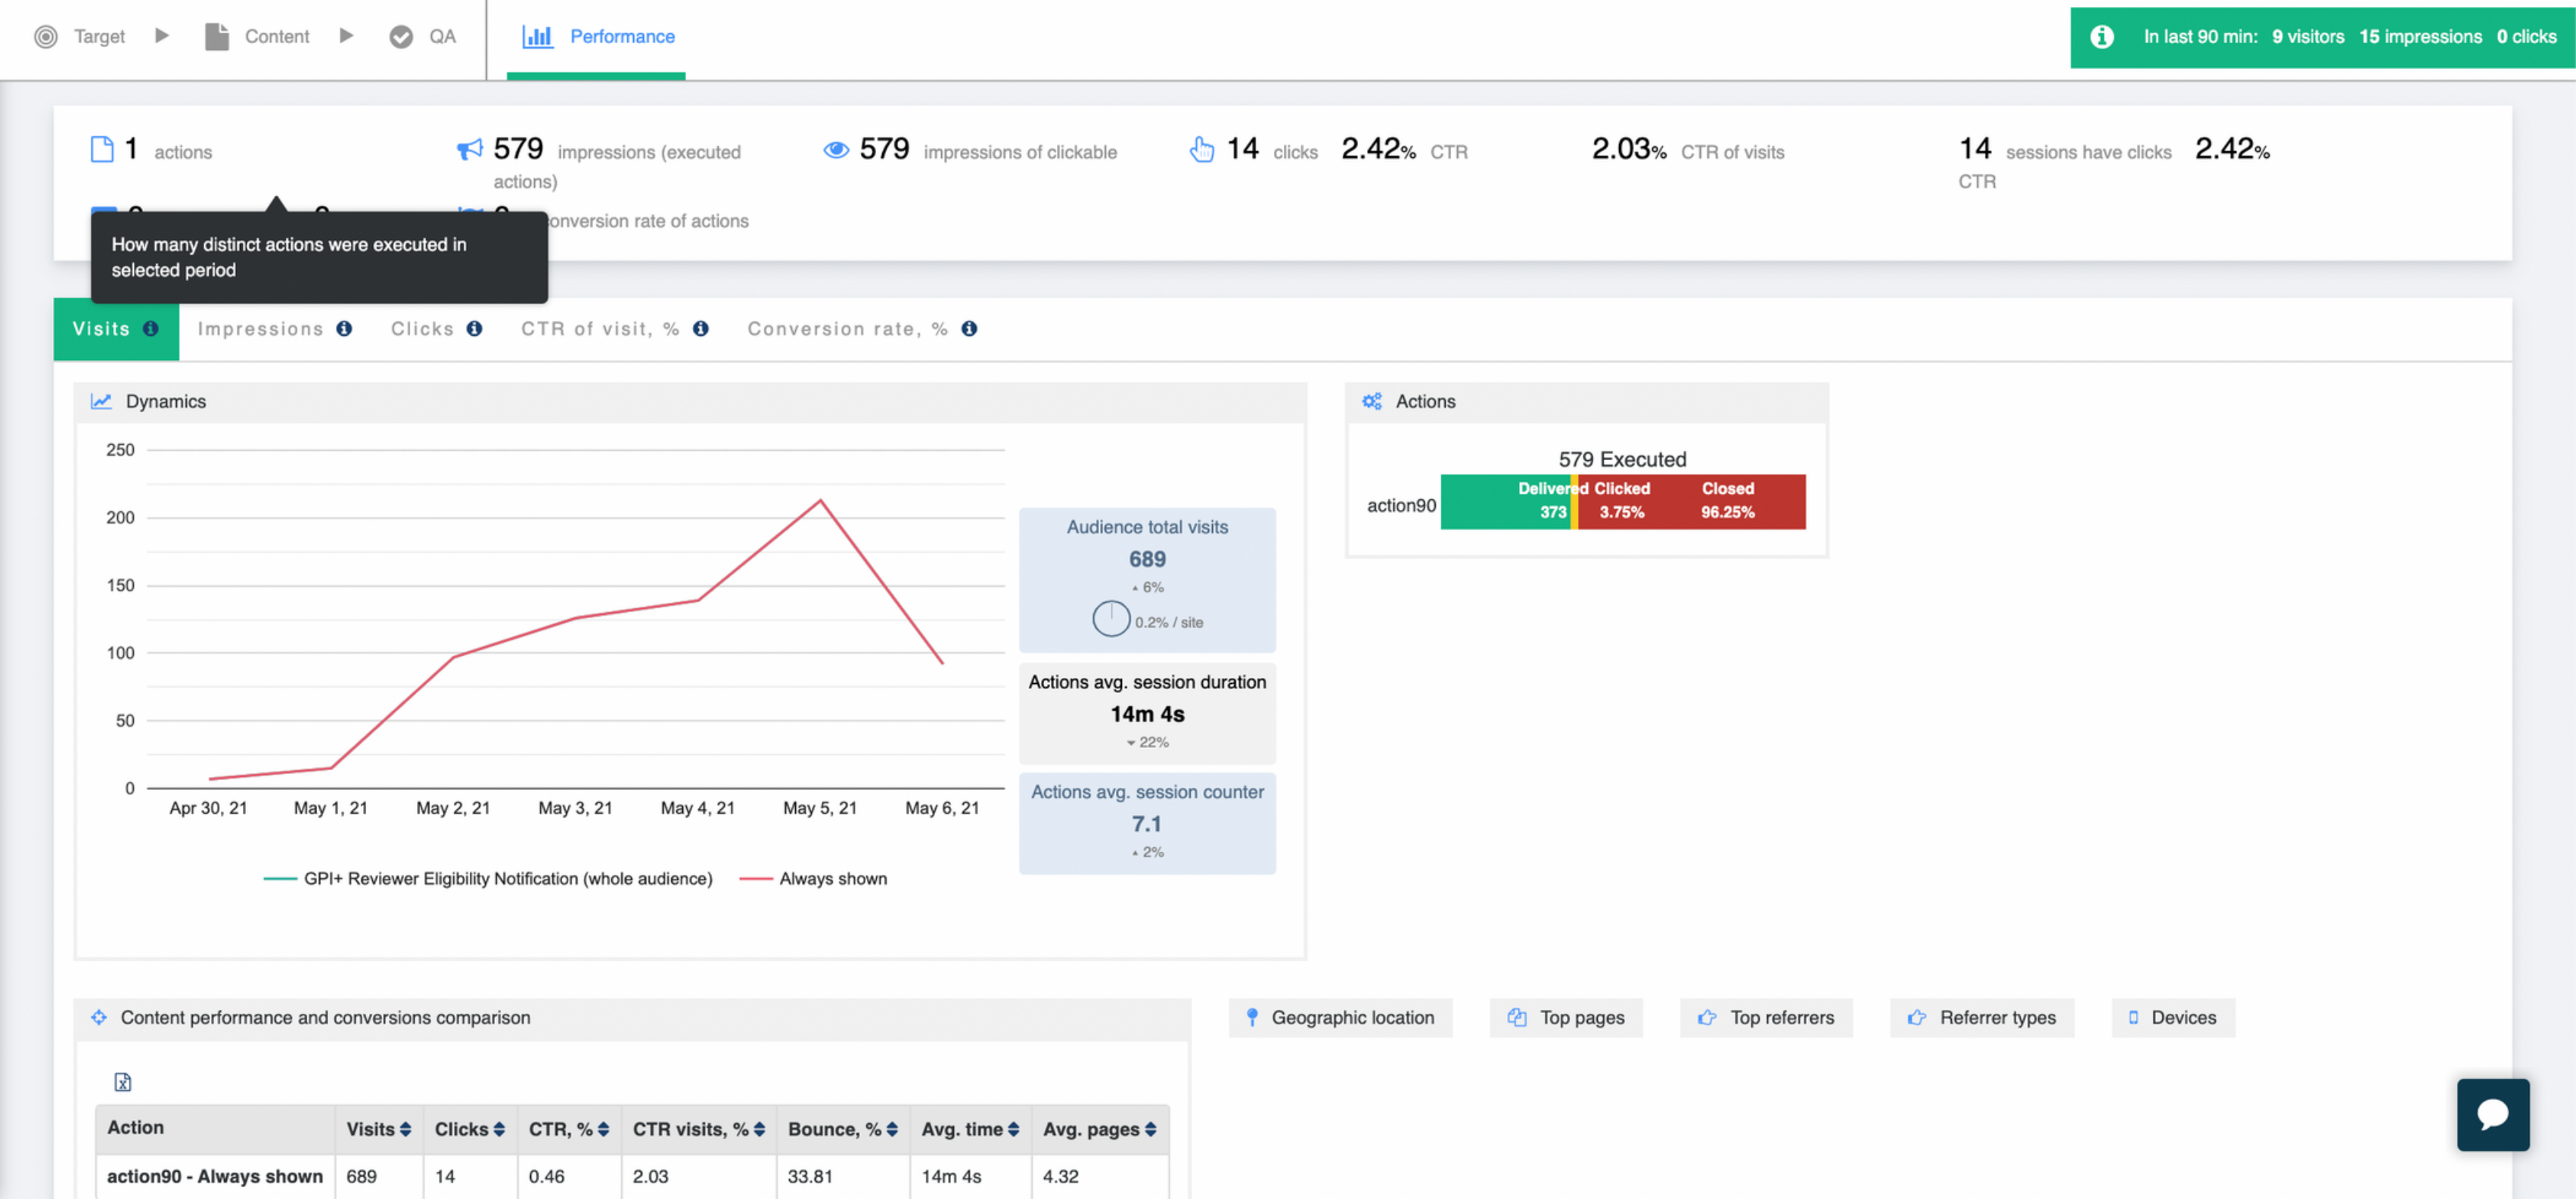 Target Content QA Performance
In last 90 min: 9 visitors 15 impressions 0 clicks
1 actions
579 impressions (executed actions)
579 impressions of clickable
14 clicks 2.42% CTR
2.03% CTR of visits
14 sessions have clicks 2.42% CTR
onversion rate of actions
How many distinct actions were executed in
selected period
Visits Impressions Clicks CTR of visit, % Conversion rate, %
Dynamics
250
200
150
100
50
0
Apr 30, 21 May 1, 21 May 2, 21 May 3, 21 May 4, 21 May 5, 21 May 6, 21
GPI+ Reviewer Eligibility Notification (whole audience) Always shown
Audience total visits
689
6%
0.2% / site
Actions avg. session duration
14m 4s
22%
Actions avg. session counter
7.1
2%
Actions
579 Executed
action90
Delivered Clicked Closed
373 3.75% 96.25%
Content performance and conversions comparison
Geographic location Top pages Top referrers Referrer types Devices
Action Visits Clicks CTR, % CTR visits, % Bounce, % Avg. time Avg. pages
action90 - Always shown 689 14 0.46 2.03 33.81 14m 4s 4.32